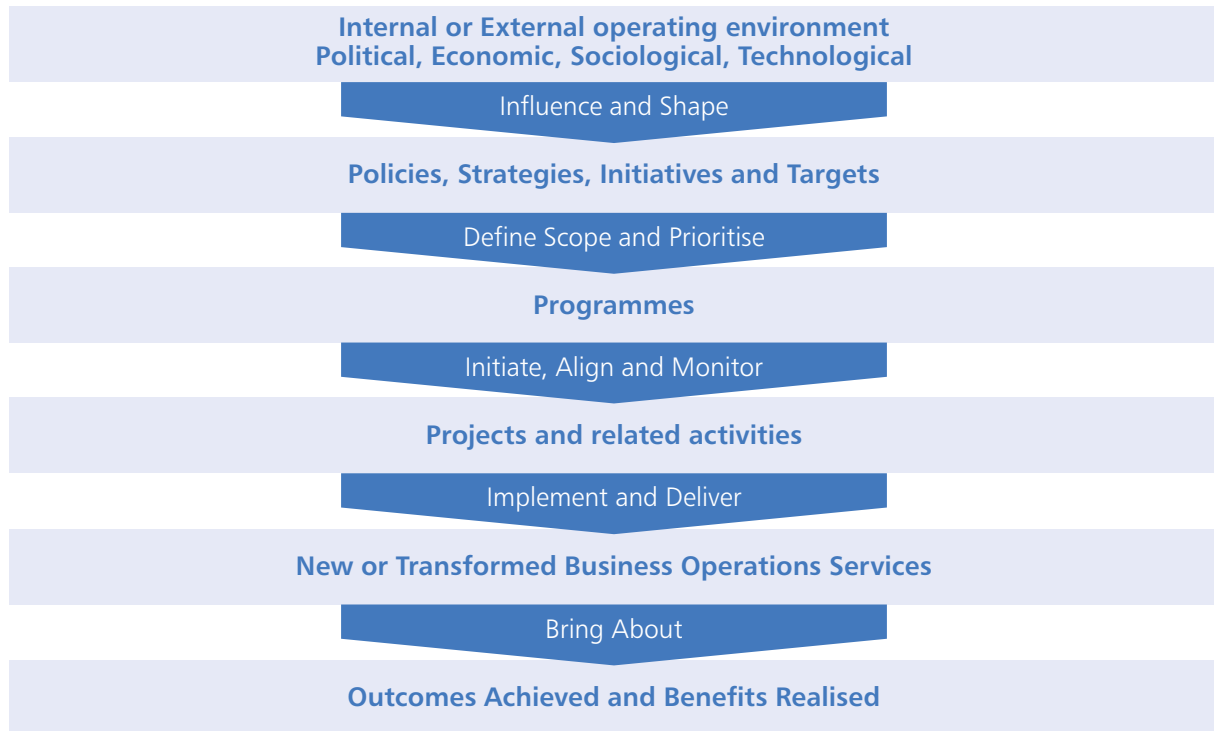 Internal or External operating environment
Political, Economic, Sociological, Technological
Influence and Shape
Policies, Strategies, Initiatives and Targets
Define Scope and Prioritise
Programmes
Initiate, Align and Monitor
Projects and related activities
Implement and Deliver
New or Transformed Business Operations Services
Bring About
Outcomes Achieved and Benefits Realised